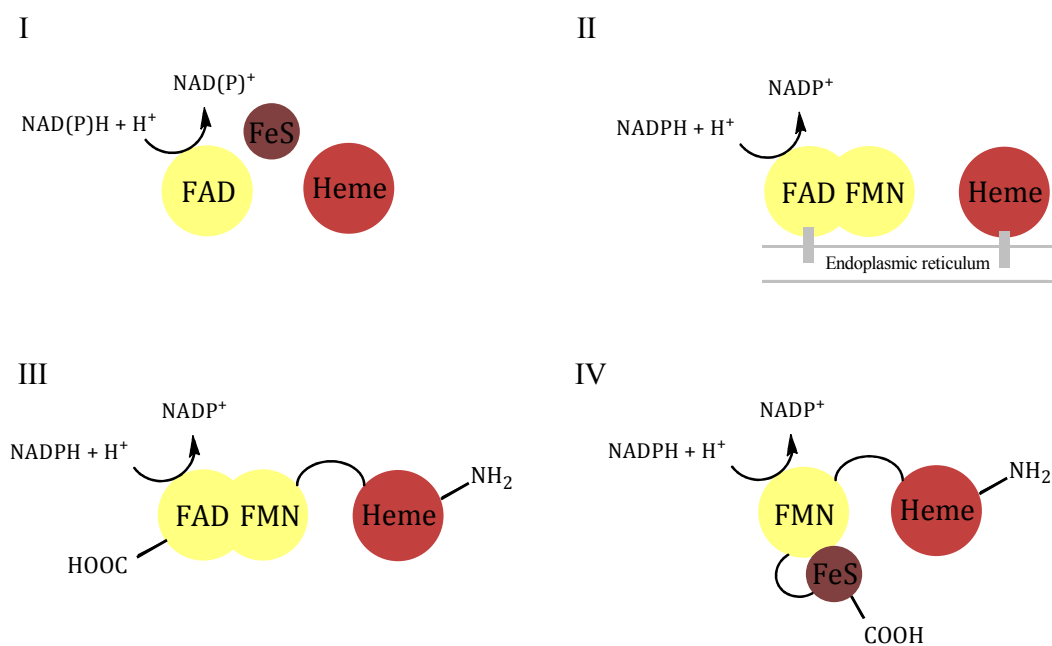 I
NAD(P)⁺
NAD(P)H + H⁺
FeS
FAD
Heme
II
NADP⁺
NADPH + H⁺
FAD FMN
Heme
Endoplasmic reticulum
III
NADP⁺
NADPH + H⁺
NH₂
FAD FMN
Heme
HOOC
IV
NADP⁺
NADPH + H⁺
NH₂
FMN
Heme
FeS
COOH